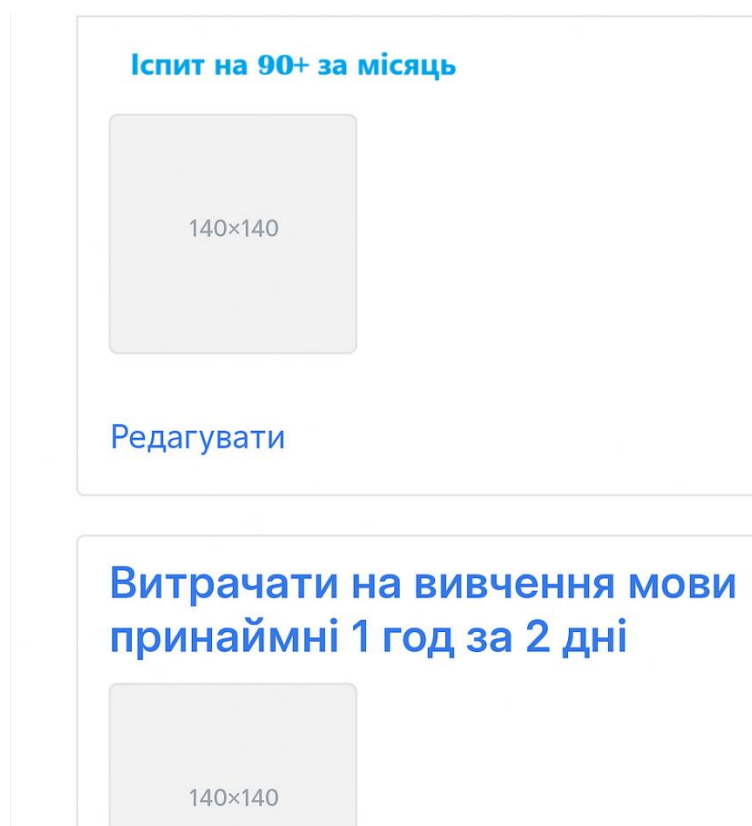 Іспит на 90+ за місяць
140×140
Редагувати
Витрачати на вивчення мови
принаймні 1 год за 2 дні
140×140